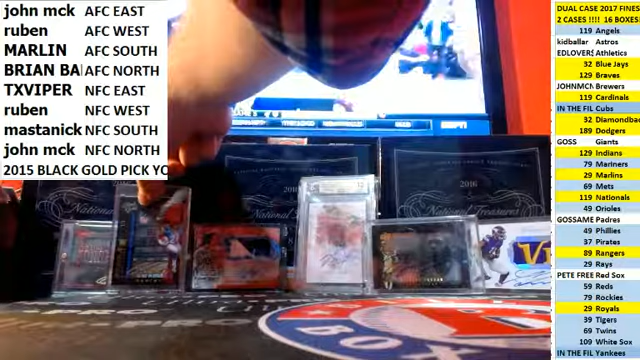 john mck AFC EAST
ruben AFC WEST
MARLIN AFC SOUTH
BRIAN BA AFC NORTH
TXVIPER NFC EAST
ruben NFC WEST
mastanick NFC SOUTH
john mck NFC NORTH
2015 BLACK GOLD PICK YO
DUAL CASE 2017 FINES
2 CASES !!!! 16 BOXES
119 Angels
kidballar Astros
EDLOVERS Athletics
32 Blue Jays
129 Braves
JOHNMCN Brewers
119 Cardinals
IN THE FIL Cubs
32 Diamondbac
189 Dodgers
GOSS Giants
129 Indians
79 Mariners
29 Marlins
69 Mets
119 Nationals
49 Orioles
GOSSAME Padres
49 Phillies
37 Pirates
89 Rangers
29 Rays
PETE FREE Red Sox
59 Reds
79 Rockies
29 Royals
39 Tigers
69 Twins
109 White Sox
IN THE FIL Yankees
2016
National Treasures